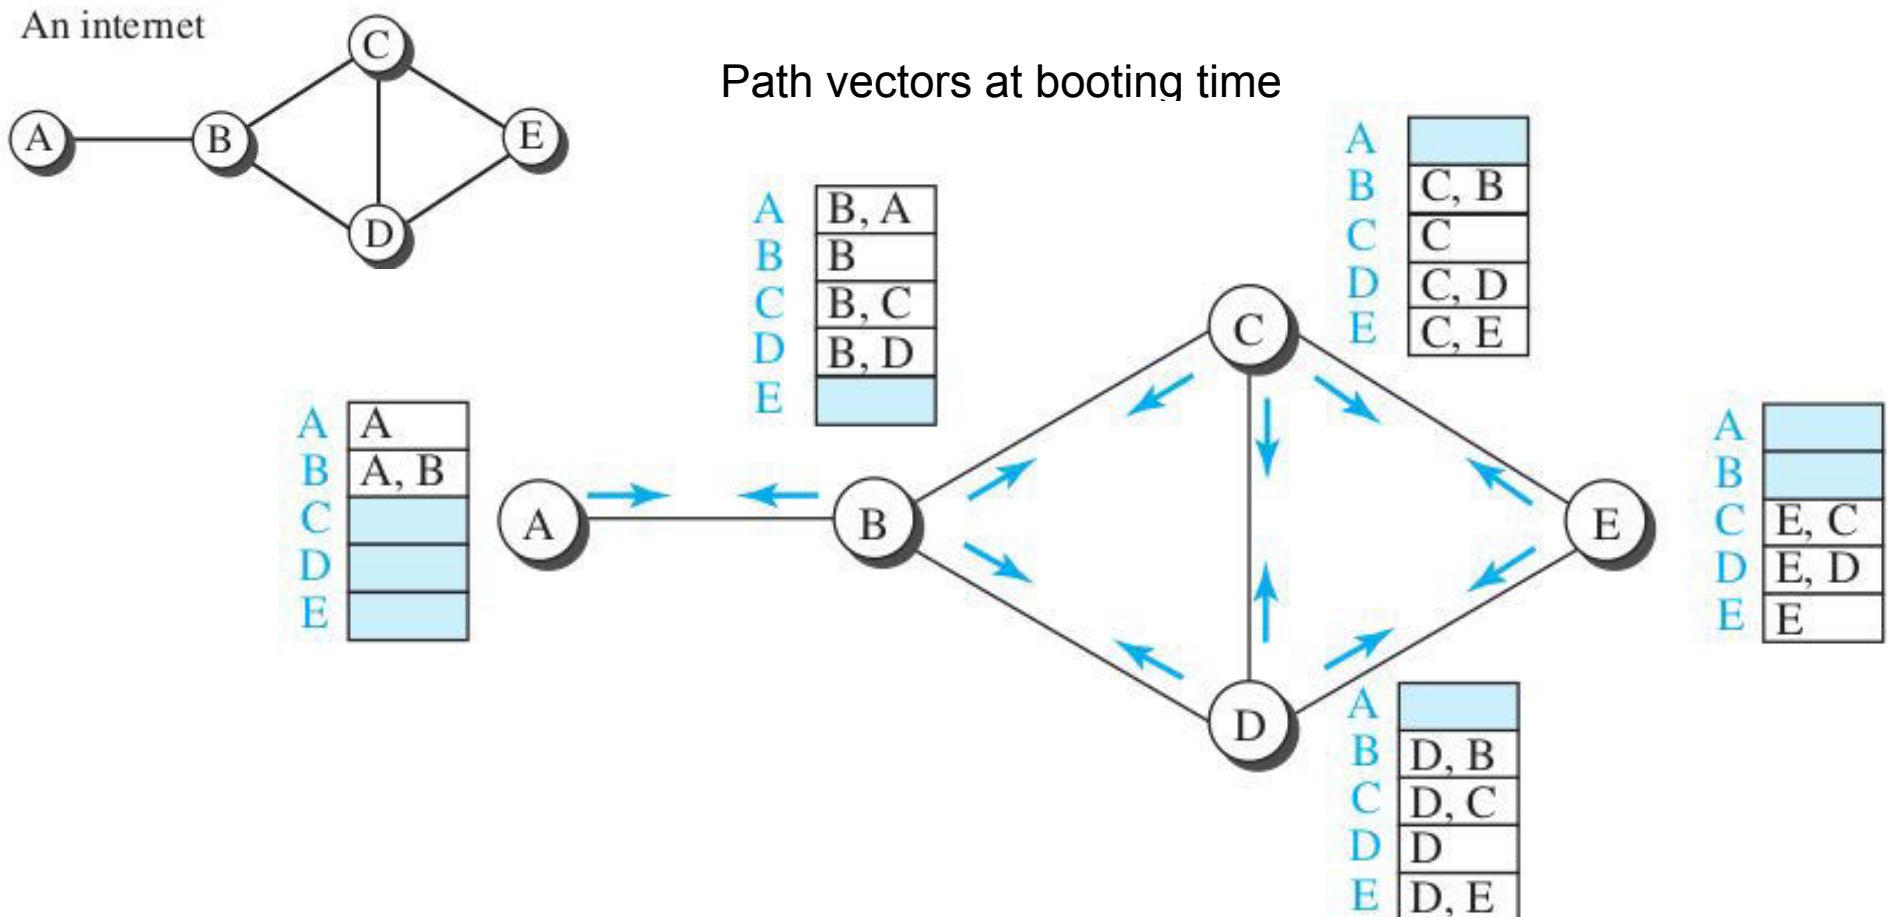 An internet
C
A
B
E
D
Path vectors at booting time
A B, A
B B
C B, C
D B, D
E
A
B C, B
C C
D C, D
E C, E
A A
B A, B
C
D
E
A
B
C
D
E
A
B
C E, C
D E, D
E E
A
B D, B
C D, C
D D
E D, E